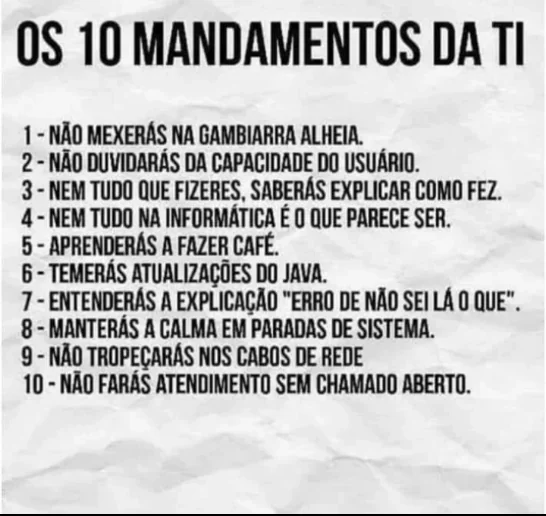 OS 10 MANDAMENTOS DA TI
1 - NÃO MEXERÁS NA GAMBIARRA ALHEIA.
2 - NÃO DUVIDARÁS DA CAPACIDADE DO USUÁRIO.
3 - NEM TUDO QUE FIZERES, SABERÁS EXPLICAR COMO FEZ.
4 - NEM TUDO NA INFORMÁTICA É O QUE PARECE SER.
5 - APRENDERÁS A FAZER CAFÉ.
6 - TEMERÁS ATUALIZAÇÕES DO JAVA.
7 - ENTENDERÁS A EXPLICAÇÃO "ERRO DE NÃO SEI LÁ O QUE".
8 - MANTERÁS A CALMA EM PARADAS DE SISTEMA.
9 - NÃO TROPEÇARÁS NOS CABOS DE REDE
10 - NÃO FARÁS ATENDIMENTO SEM CHAMADO ABERTO.